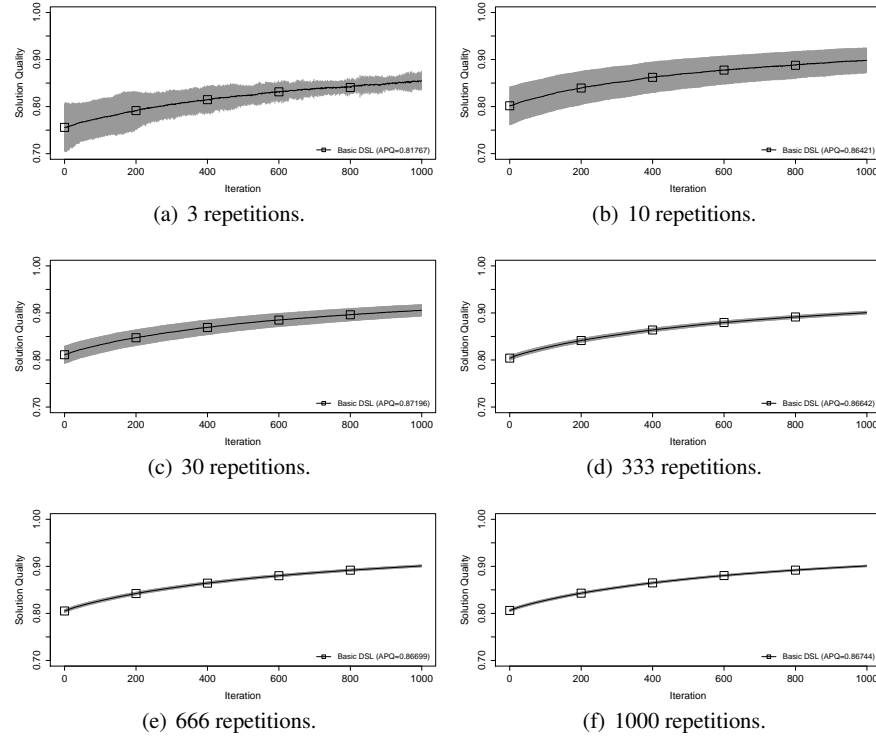 1.00
0.90
0.80
0.70
Solution Quality
0 200 400 600 800 1000
Iteration
Basic DSL (APQ=0.81767)
(a) 3 repetitions.
1.00
0.90
0.80
0.70
Solution Quality
0 200 400 600 800 1000
Iteration
Basic DSL (APQ=0.86421)
(b) 10 repetitions.
1.00
0.90
0.80
0.70
Solution Quality
0 200 400 600 800 1000
Iteration
Basic DSL (APQ=0.87196)
(c) 30 repetitions.
1.00
0.90
0.80
0.70
Solution Quality
0 200 400 600 800 1000
Iteration
Basic DSL (APQ=0.86642)
(d) 333 repetitions.
1.00
0.90
0.80
0.70
Solution Quality
0 200 400 600 800 1000
Iteration
Basic DSL (APQ=0.86699)
(e) 666 repetitions.
1.00
0.90
0.80
0.70
Solution Quality
0 200 400 600 800 1000
Iteration
Basic DSL (APQ=0.86744)
(f) 1000 repetitions.